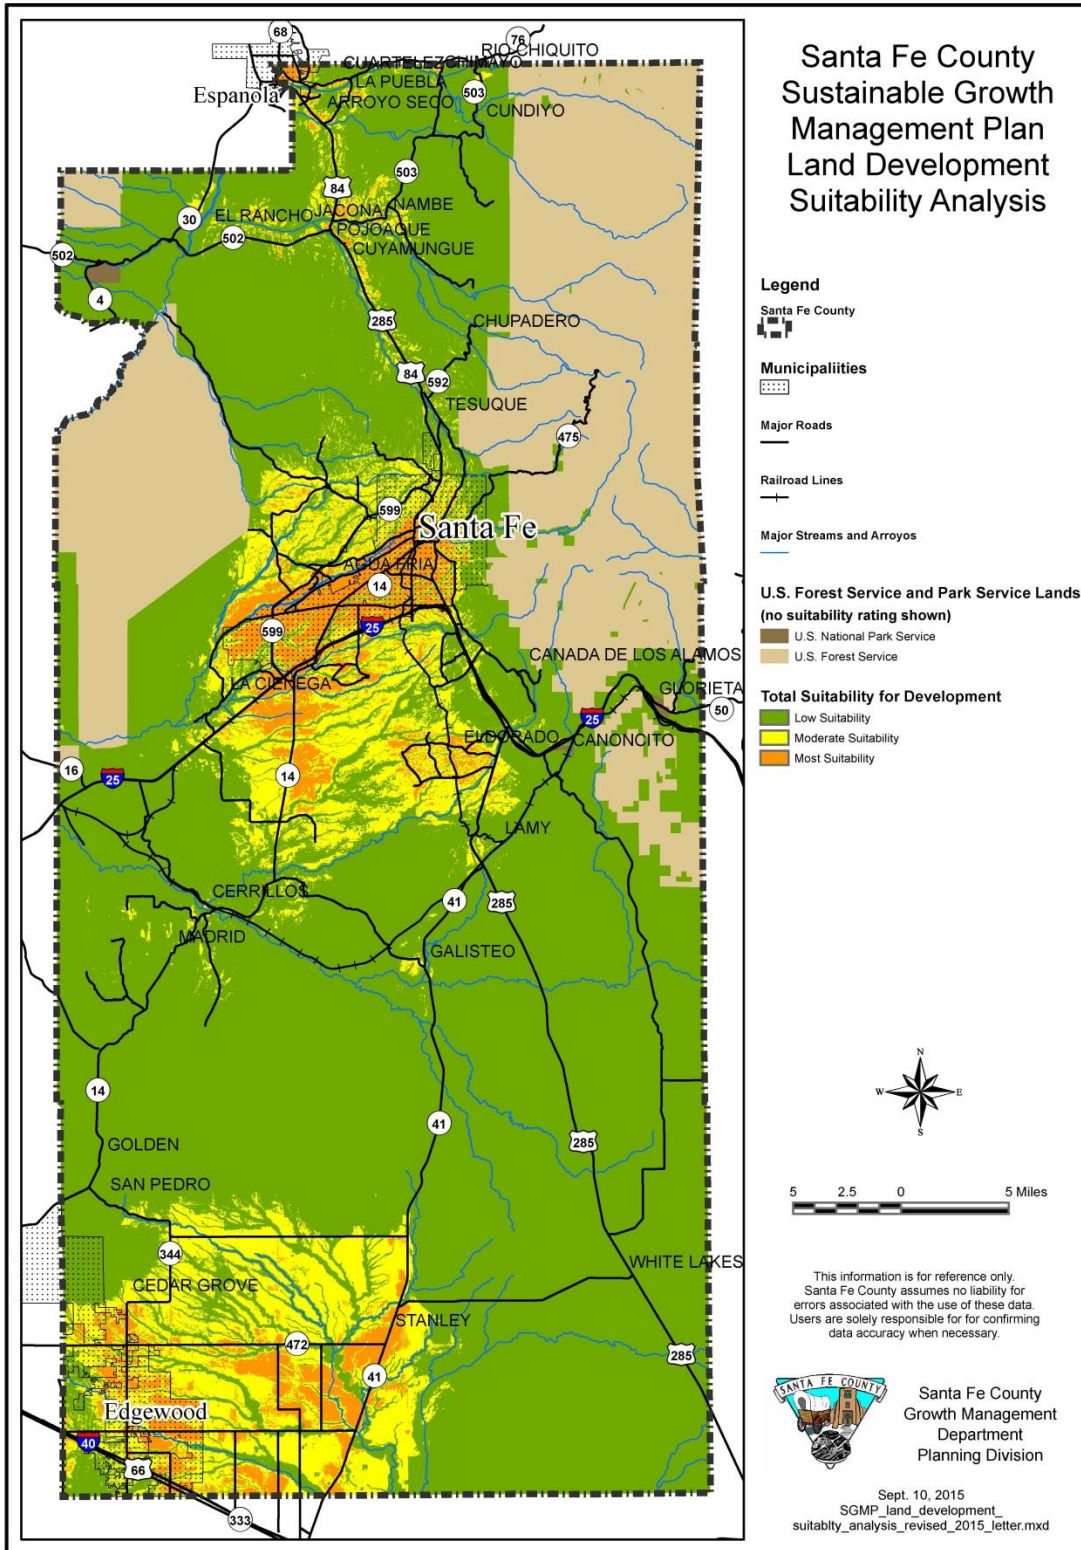 68
76
RIO CHIQUITO
CUARTELEZ
CHIMAYO
LA PUEBLA
Espanola
ARROYO SECO
503
CUNDIYO
503
84
NAMBE
30
EL RANCHO
JACONA
502
POJOAQUE
502
CUYAMUNGUE
4
285
CHUPADERO
84
592
TESUQUE
475
599
Santa Fe
AGUA FRIA
14
25
599
CANADA DE LOS ALAMOS
LA CIENEGA
GLORIETA
50
25
ELDORADO
CANONCITO
16
25
14
LAMY
CERRILLOS
41
285
MADRID
GALISTEO
14
41
285
GOLDEN
SAN PEDRO
344
WHITE LAKES
CEDAR GROVE
STANLEY
472
285
41
Edgewood
40
66
333
Santa Fe County
Sustainable Growth
Management Plan
Land Development
Suitability Analysis
Legend
Santa Fe County
Municipaliities
Major Roads
Railroad Lines
Major Streams and Arroyos
U.S. Forest Service and Park Service Lands
(no suitability rating shown)
U.S. National Park Service
U.S. Forest Service
Total Suitability for Development
Low Suitability
Moderate Suitability
Most Suitability
N
W E
S
5 2.5 0 5 Miles
This information is for reference only.
Santa Fe County assumes no liability for
errors associated with the use of these data.
Users are solely responsible for for confirming
data accuracy when necessary.
SANTA FE COUNTY
Santa Fe County
Growth Management
Department
Planning Division
Sept. 10, 2015
SGMP_land_development_
suitablty_analysis_revised_2015_letter.mxd